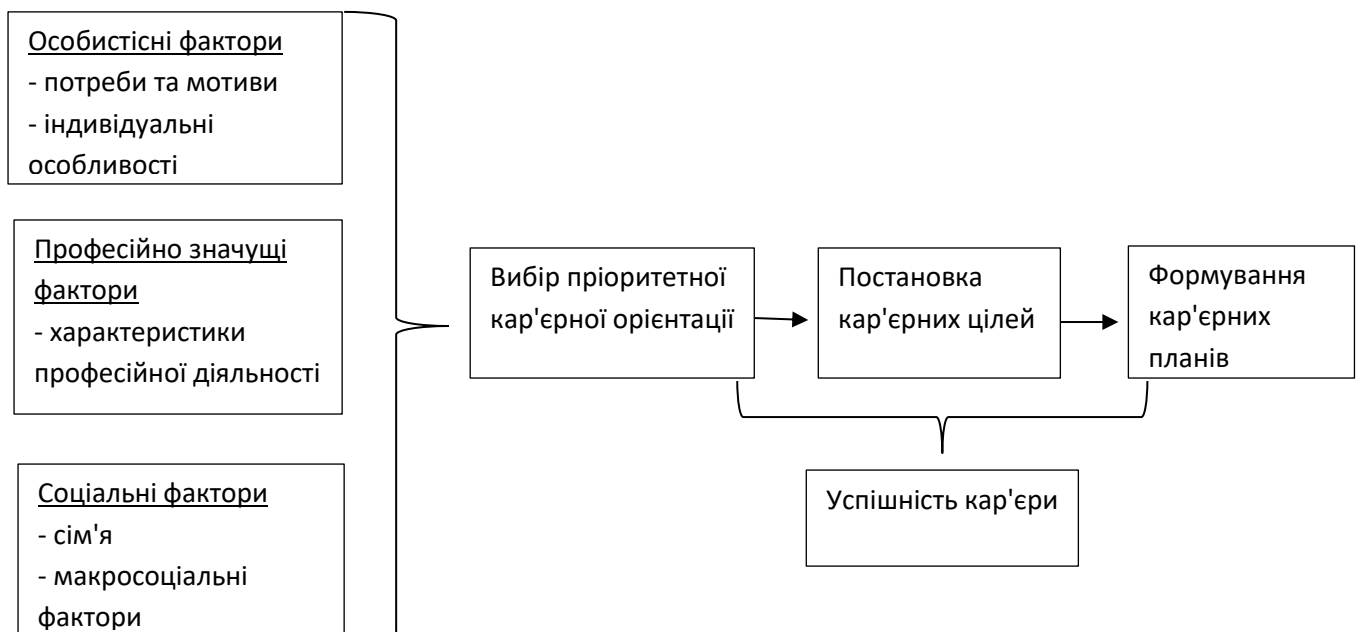 Особистісні фактори
- потреби та мотиви
- індивідуальні
особливості
Професійно значущі
фактори
- характеристики
професійної діяльності
Соціальні фактори
- сім'я
- макросоціальні
фактори
Вибір пріоритетної
кар'єрної орієнтації
Постановка
кар'єрних цілей
Формування
кар'єрних
планів
Успішність кар'єри